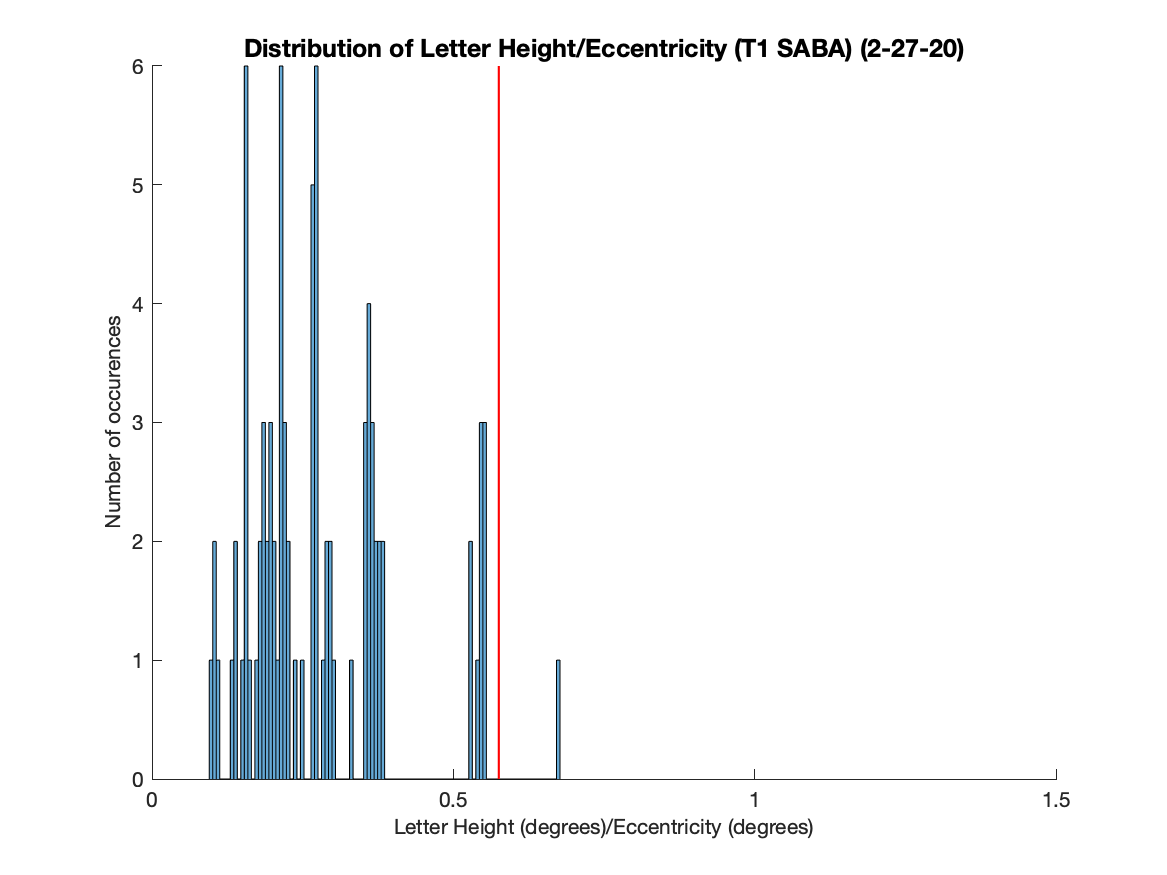 Distribution of Letter Height/Eccentricity (T1 SABA) (2-27-20)
6
5
4
3
2
1
0
Number of occurences
0 0.5 1 1.5
Letter Height (degrees)/Eccentricity (degrees)